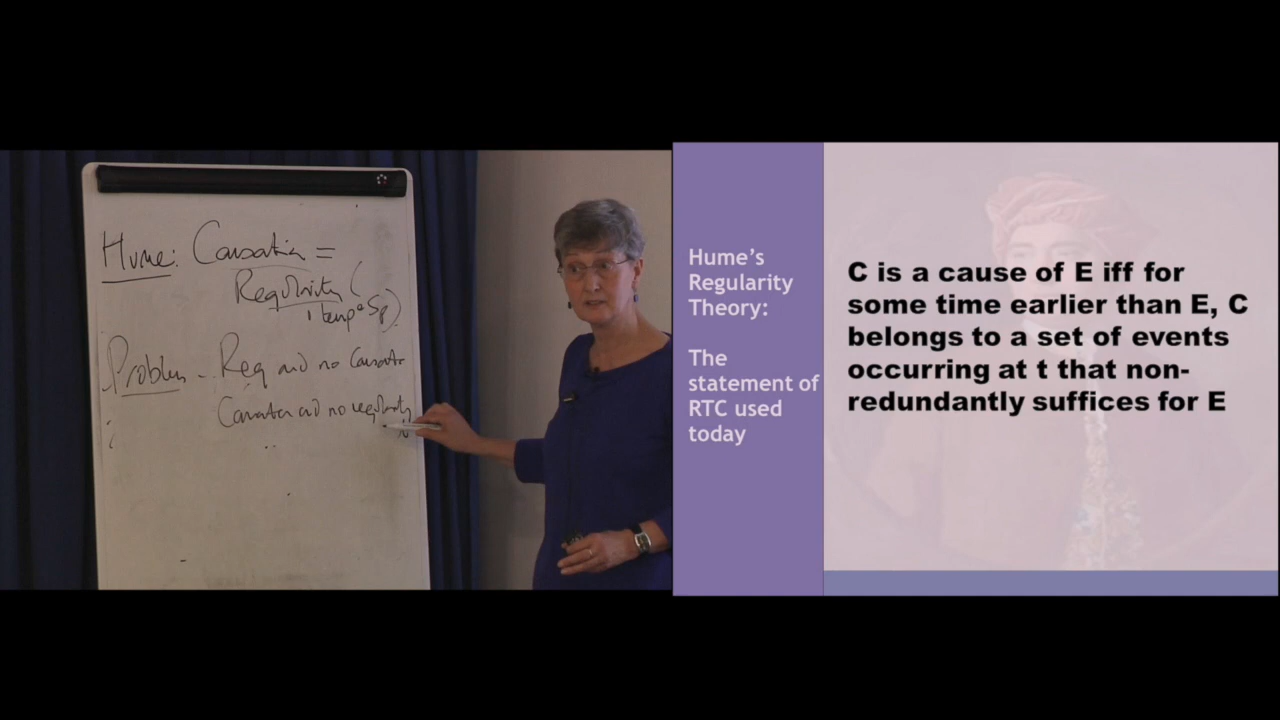 Hume: Causation =
Regularity (
temp + Sp)
Problem - Reg and no Causation
Causation and no regularity
Hume's
Regularity
Theory:
The
statement of
RTC used
today
C is a cause of E iff for
some time earlier than E, C
belongs to a set of events
occurring at t that non-
redundantly suffices for E